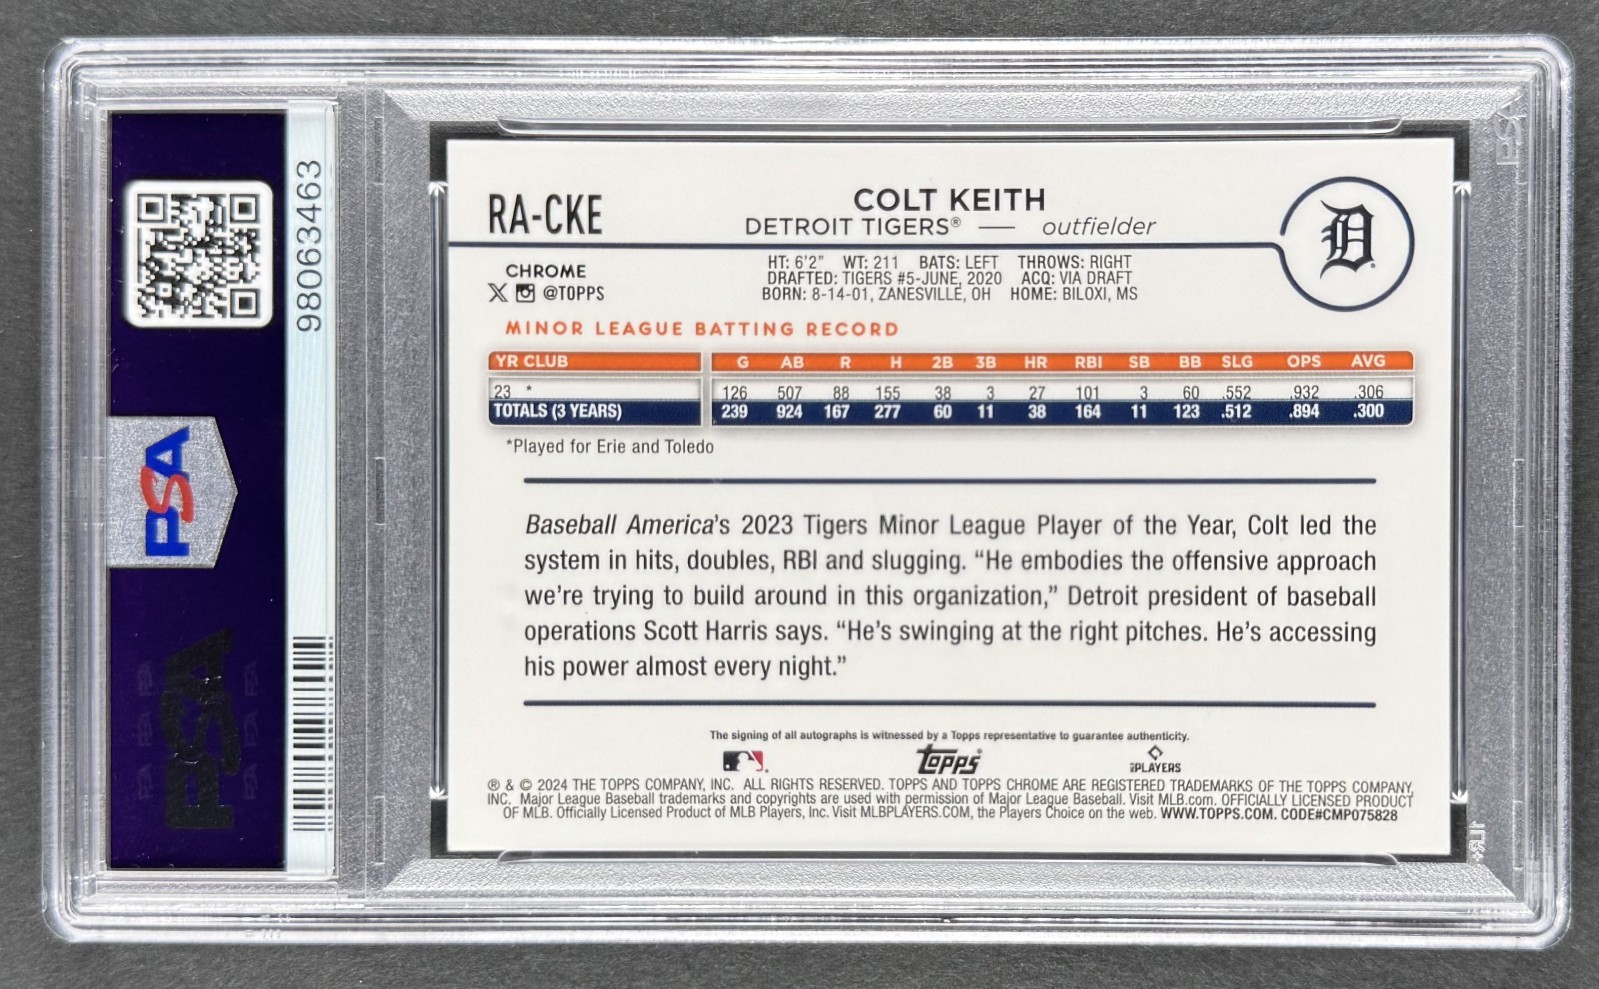 98063463
PSA
PSA
RA-CKE
COLT KEITH
DETROIT TIGERS® — outfielder
D
CHROME
@TOPPS
HT: 6'2" WT: 211 BATS: LEFT THROWS: RIGHT
DRAFTED: TIGERS #5-JUNE, 2020 ACQ: VIA DRAFT
BORN: 8-14-01, ZANESVILLE, OH HOME: BILOXI, MS
MINOR LEAGUE BATTING RECORD
YR CLUB G AB R H 2B 3B HR RBI SB BB SLG OPS AVG
23 * 126 507 88 155 38 3 27 101 3 60 .552 .932 .306
TOTALS (3 YEARS) 239 924 167 277 60 11 38 164 11 123 .512 .894 .300
*Played for Erie and Toledo
Baseball America's 2023 Tigers Minor League Player of the Year, Colt led the
system in hits, doubles, RBI and slugging. “He embodies the offensive approach
we're trying to build around in this organization,” Detroit president of baseball
operations Scott Harris says. “He's swinging at the right pitches. He's accessing
his power almost every night.”
The signing of all autographs is witnessed by a Topps representative to guarantee authenticity.
Topps
PLAYERS
® & © 2024 THE TOPPS COMPANY, INC. ALL RIGHTS RESERVED. TOPPS AND TOPPS CHROME ARE REGISTERED TRADEMARKS OF THE TOPPS COMPANY,
INC. Major League Baseball trademarks and copyrights are used with permission of Major League Baseball. Visit MLB.com. OFFICIALLY LICENSED PRODUCT
OF MLB. Officially Licensed Product of MLB Players, Inc. Visit MLBPLAYERS.COM, the Players Choice on the web. WWW.TOPPS.COM. CODE#CMP075828